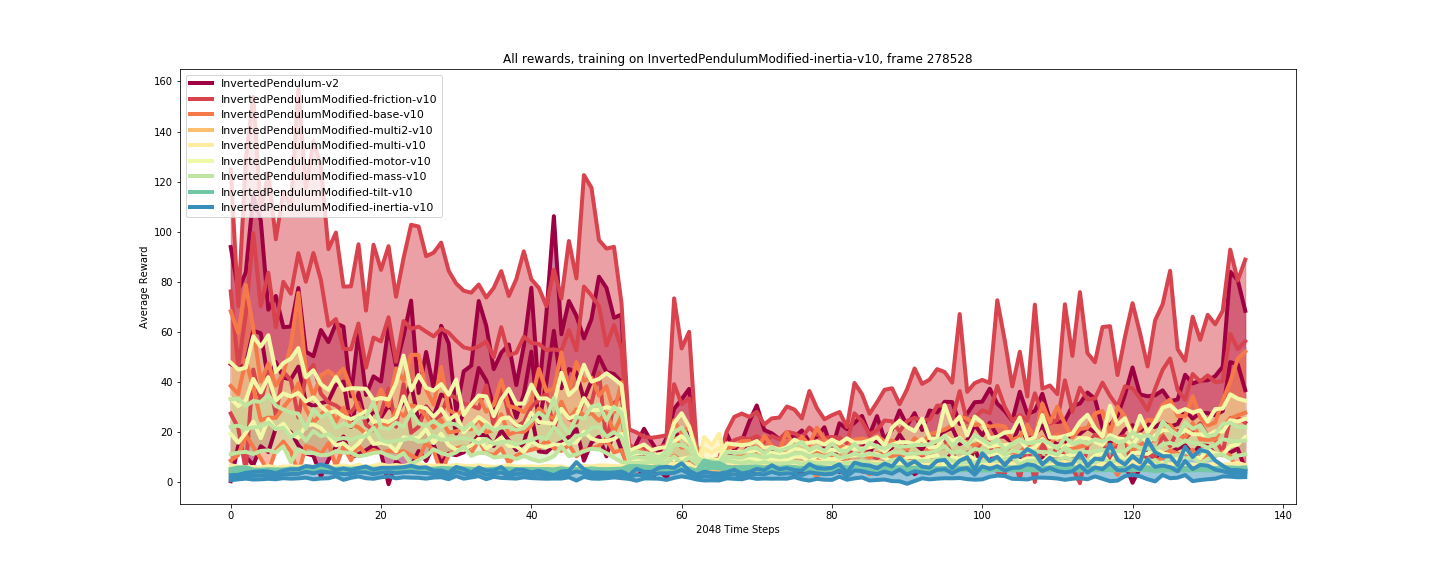 All rewards, training on InvertedPendulumModified-inertia-v10, frame 278528
160
140
120
100
80
60
40
20
0
Average Reward
InvertedPendulum-v2
InvertedPendulumModified-friction-v10
InvertedPendulumModified-base-v10
InvertedPendulumModified-multi2-v10
InvertedPendulumModified-multi-v10
InvertedPendulumModified-motor-v10
InvertedPendulumModified-mass-v10
InvertedPendulumModified-tilt-v10
InvertedPendulumModified-inertia-v10
0 20 40 60 80 100 120 140
2048 Time Steps